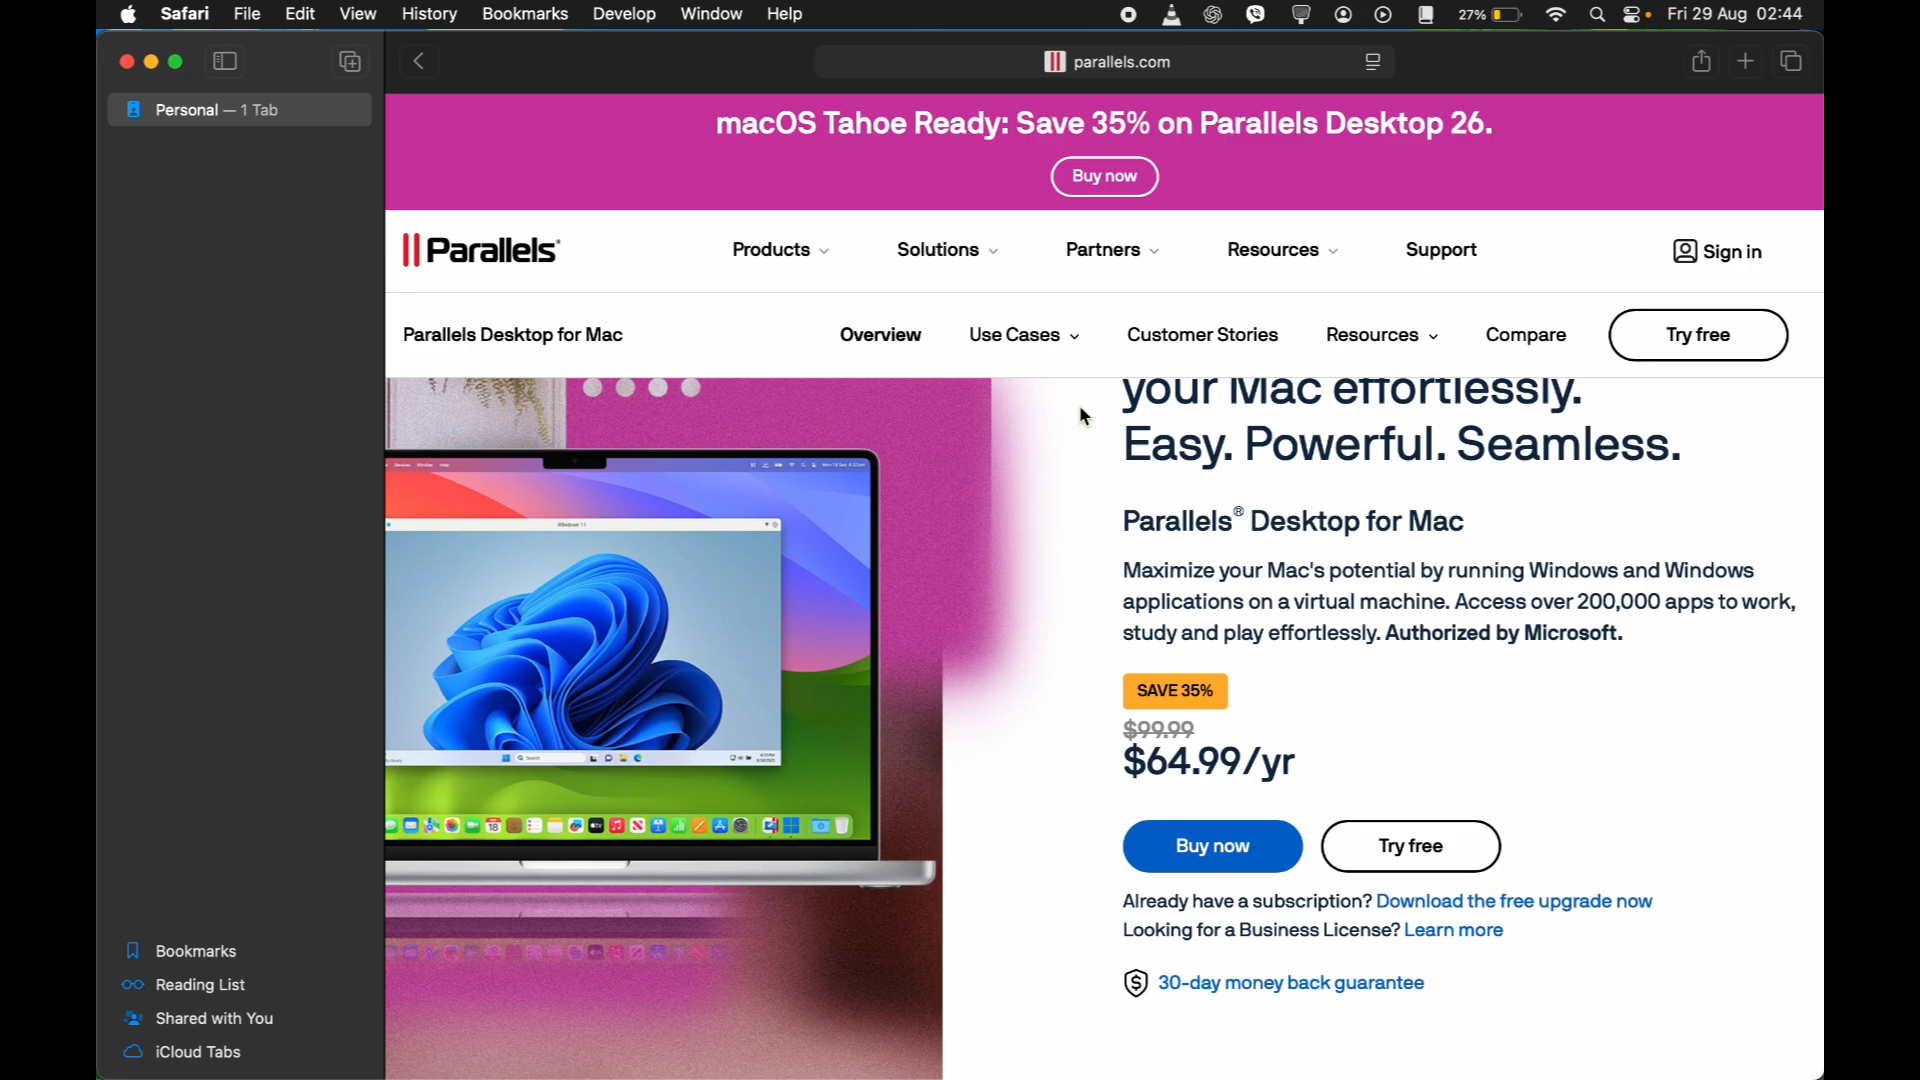 Safari File Edit View History Bookmarks Develop Window Help 27% Fri 29 Aug 02:44
parallels.com
Personal — 1 Tab
macOS Tahoe Ready: Save 35% on Parallels Desktop 26.
Buy now
Parallels®
Products Solutions Partners Resources Support Sign in
Parallels Desktop for Mac Overview Use Cases Customer Stories Resources Compare Try free
your Mac effortlessly.
Easy. Powerful. Seamless.
Parallels® Desktop for Mac
Maximize your Mac's potential by running Windows and Windows
applications on a virtual machine. Access over 200,000 apps to work,
study and play effortlessly. Authorized by Microsoft.
SAVE 35%
$99.99
$64.99/yr
Buy now Try free
Already have a subscription? Download the free upgrade now
Looking for a Business License? Learn more
30-day money back guarantee
Windows 11
Search
Bookmarks
Reading List
Shared with You
iCloud Tabs